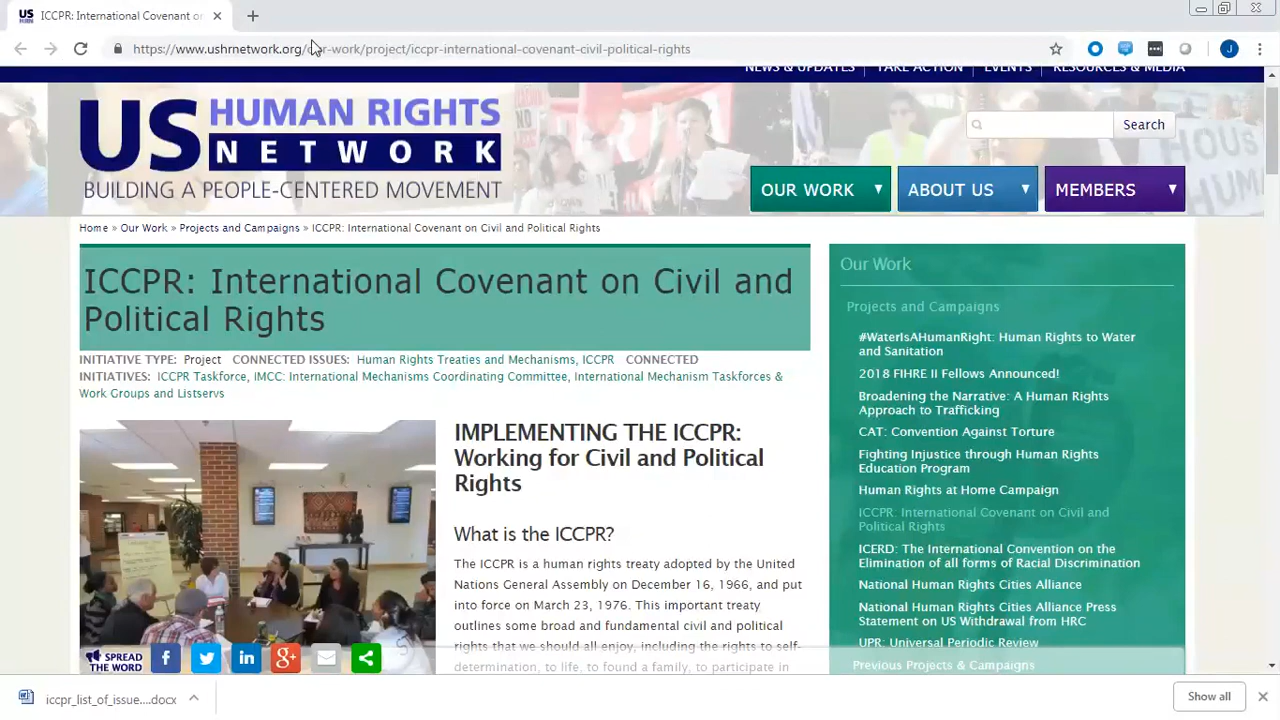 ICCPR: International Covenant or
https://www.ushrnetwork.org/our-work/project/iccpr-international-covenant-civil-political-rights
J
NEWS & UPDATES TAKE ACTION EVENTS RESOURCES & MEDIA
US HUMAN RIGHTS
NETWORK
BUILDING A PEOPLE-CENTERED MOVEMENT
Search
OUR WORK ▼ ABOUT US ▼ MEMBERS ▼
Home » Our Work » Projects and Campaigns » ICCPR: International Covenant on Civil and Political Rights
ICCPR: International Covenant on Civil and
Political Rights
INITIATIVE TYPE: Project CONNECTED ISSUES: Human Rights Treaties and Mechanisms, ICCPR CONNECTED
INITIATIVES: ICCPR Taskforce, IMCC: International Mechanisms Coordinating Committee, International Mechanism Taskforces &
Work Groups and Listservs
IMPLEMENTING THE ICCPR:
Working for Civil and Political
Rights
What is the ICCPR?
The ICCPR is a human rights treaty adopted by the United
Nations General Assembly on December 16, 1966, and put
into force on March 23, 1976. This important treaty
outlines some broad and fundamental civil and political
rights that we should all enjoy, including the rights to self-
determination, to life, to found a family, to participate in
Our Work
Projects and Campaigns
#WaterIsAHumanRight: Human Rights to Water
and Sanitation
2018 FIHRE II Fellows Announced!
Broadening the Narrative: A Human Rights
Approach to Trafficking
CAT: Convention Against Torture
Fighting Injustice through Human Rights
Education Program
Human Rights at Home Campaign
ICCPR: International Covenant on Civil and
Political Rights
ICERD: The International Convention on the
Elimination of all forms of Racial Discrimination
National Human Rights Cities Alliance
National Human Rights Cities Alliance Press
Statement on US Withdrawal from HRC
UPR: Universal Periodic Review
Previous Projects & Campaigns
SPREAD
THE WORD
iccpr_list_of_issue....docx
Show all